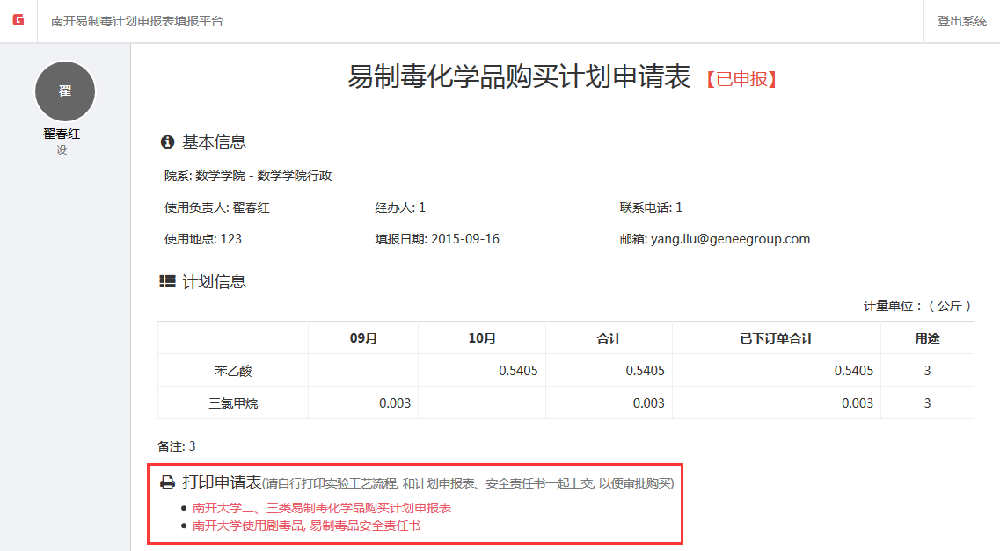 G 南开易制毒计划申报表填报平台 登出系统
翟
翟春红
设
易制毒化学品购买计划申请表 【已申报】
基本信息
院系: 数学学院 - 数学学院行政
使用负责人: 翟春红 经办人: 1 联系电话: 1
使用地点: 123 填报日期: 2015-09-16 邮箱: yang.liu@geneegroup.com
计划信息
计量单位：( 公斤 )
09月 10月 合计 已下订单合计 用途
苯乙酸 0.5405 0.5405 0.5405 3
三氯甲烷 0.003 0.003 0.003 3
备注: 3
打印申请表(请自行打印实验工艺流程, 和计划申报表、安全责任书一起上交, 以便审批购买)
南开大学二、三类易制毒化学品购买计划申报表
南开大学使用剧毒品, 易制毒品安全责任书